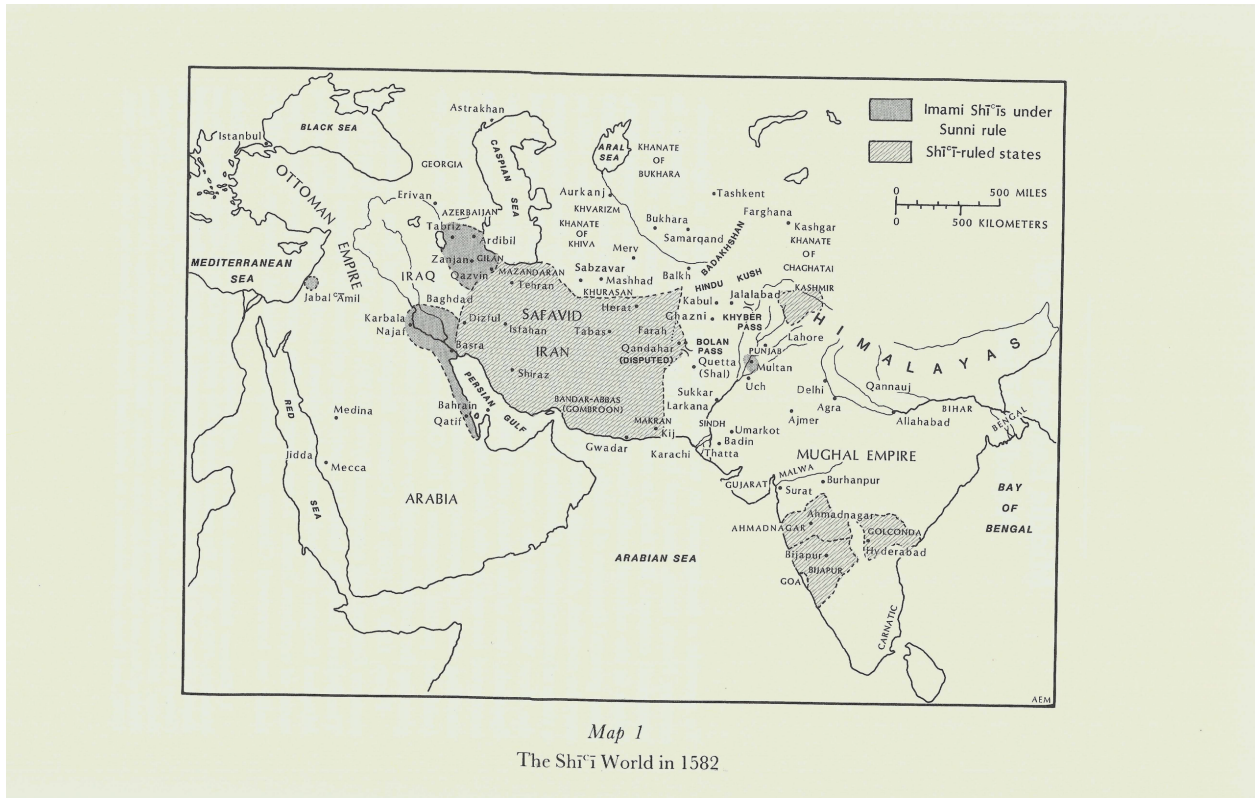 Imami Shīʿīs under
Sunni rule
Shīʿī-ruled states
0 500 MILES
0 500 KILOMETERS
Astrakhan
BLACK SEA
Istanbul
CASPIAN
SEA
ARAL
SEA
KHANATE
OF
BUKHARA
GEORGIA
OTTOMAN
EMPIRE
Erivan
Aurkanj
Tashkent
AZERBAIJAN
KHVARIZM
KHANATE
OF
KHIVA
Bukhara
Farghana
Kashgar
Tabriz
Ardibil
Samarqand
BADAKHSHAN
KHANATE
OF
CHAGHATAI
Merv
MEDITERRANEAN
SEA
Zanjan
GILAN
IRAQ
Qazvin
MAZANDARAN
Tehran
Sabzavar
Mashhad
KHURASAN
Balkh
HINDU
KUSH
KASHMIR
Jabal ʿĀmil
Baghdad
Kabul
Jalalabad
Herat
Ghazni
KHYBER
PASS
HIMALAYAS
Karbala
Najaf
Dizful
SAFAVID
IRAN
Isfahan
Tabas
Farah
Lahore
Basra
Qandahar
(DISPUTED)
BOLAN
PASS
PUNJAB
Quetta
(Shal)
Multan
Shiraz
Uch
Delhi
Qannauj
PERSIAN
GULF
BANDAR-ABBAS
(GOMBROON)
Sukkar
Larkana
Agra
Allahabad
BIHAR
BENGAL
RED
SEA
Medina
Bahrain
Qatif
MAKRAN
Kij
SINDH
Umarkot
Ajmer
Badin
Gwadar
Karachi
Thatta
MUGHAL EMPIRE
Jidda
Mecca
GUJARAT
MALWA
Surat
Burhanpur
ARABIA
BAY
OF
BENGAL
Ahmadnagar
AHMADNAGAR
GOLCONDA
Hyderabad
ARABIAN SEA
Bijapur
BIJAPUR
GOA
CARNATIC
AEM
Map 1
The Shīʿī World in 1582